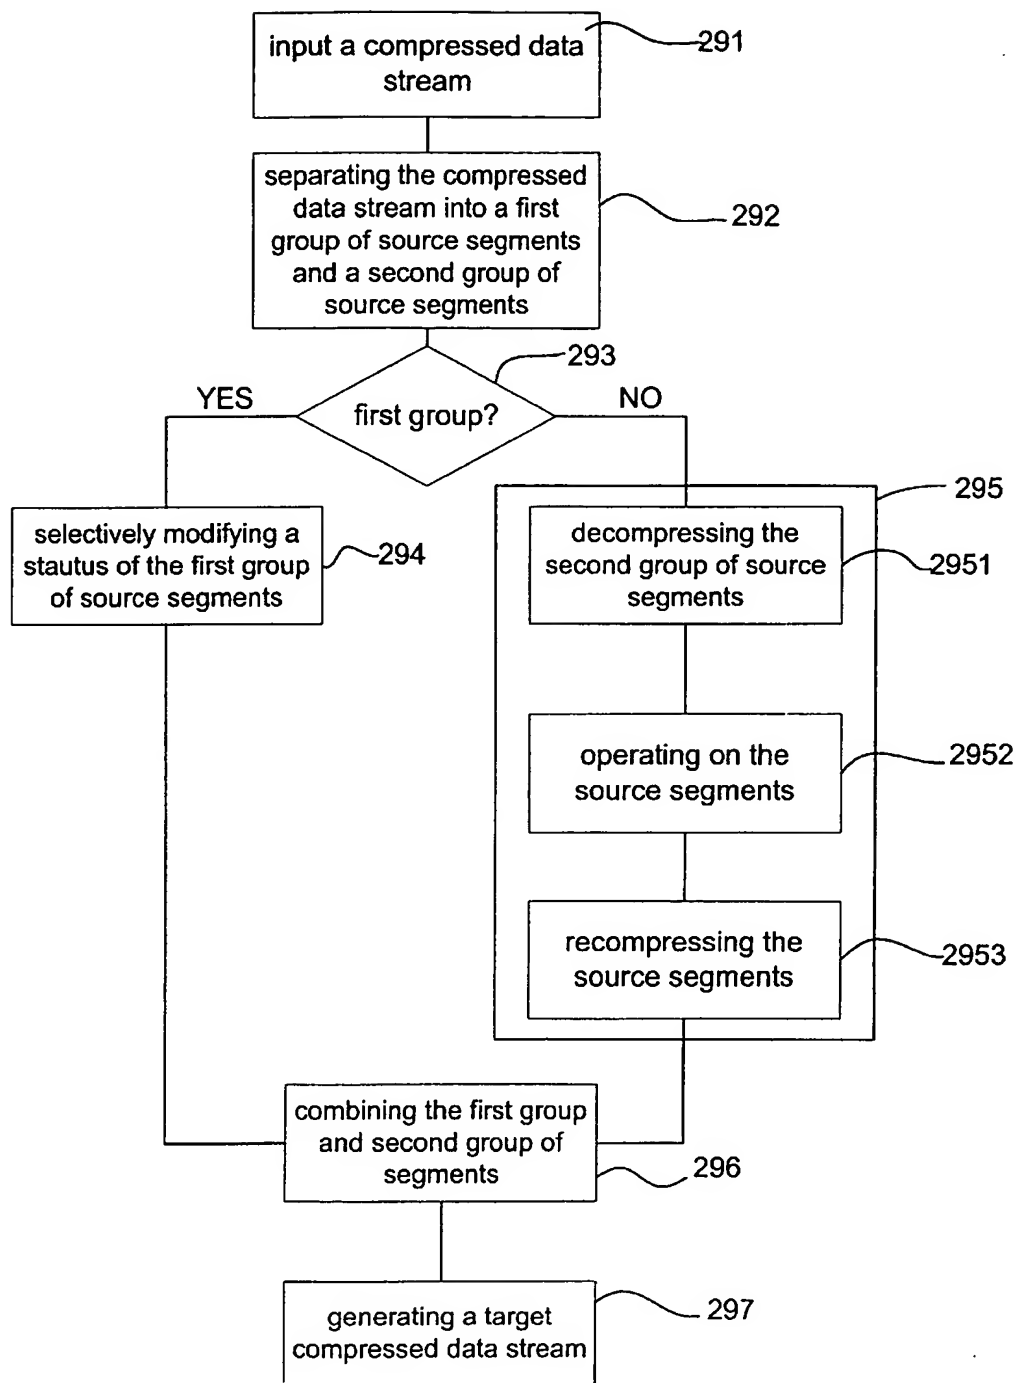 input a compressed data
stream
291
separating the compressed
data stream into a first
group of source segments
and a second group of
source segments
292
293
YES
first group?
NO
295
selectively modifying a
stautus of the first group
of source segments
294
decompressing the
second group of source
segments
2951
operating on the
source segments
2952
recompressing the
source segments
2953
combining the first group
and second group of
segments
296
generating a target
compressed data stream
297